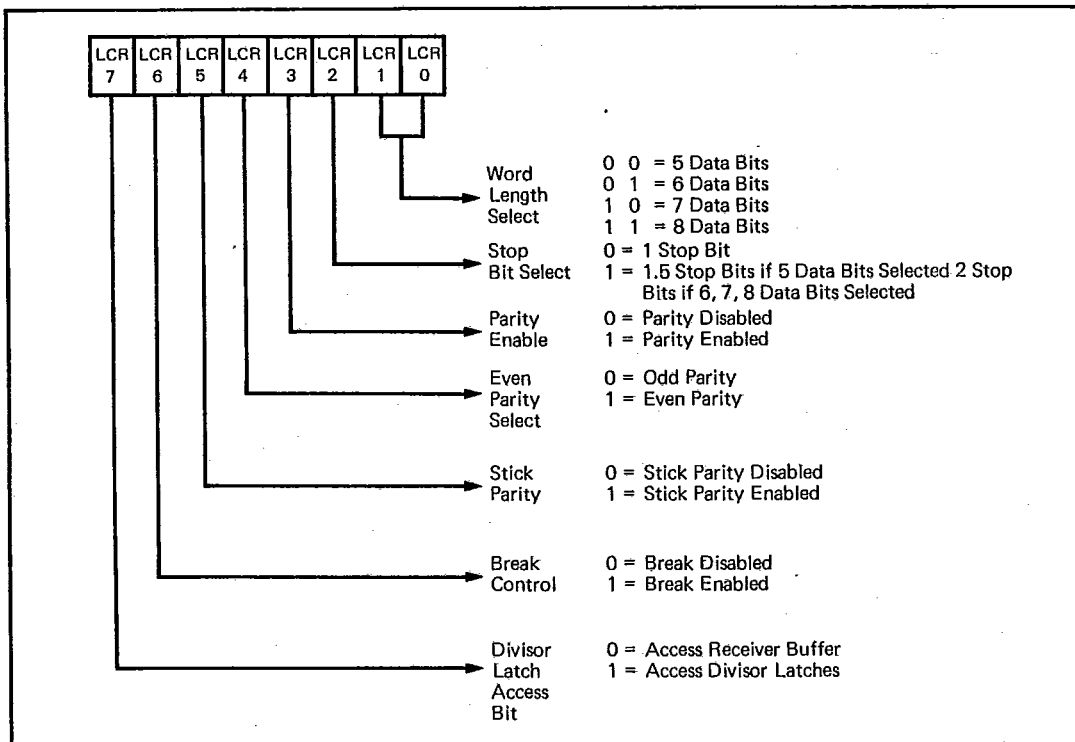 LCR 7 LCR 6 LCR 5 LCR 4 LCR 3 LCR 2 LCR 1 LCR 0
Word Length Select
0 0 = 5 Data Bits
0 1 = 6 Data Bits
1 0 = 7 Data Bits
1 1 = 8 Data Bits
Stop Bit Select
0 = 1 Stop Bit
1 = 1.5 Stop Bits if 5 Data Bits Selected 2 Stop
Bits if 6, 7, 8 Data Bits Selected
Parity Enable
0 = Parity Disabled
1 = Parity Enabled
Even Parity Select
0 = Odd Parity
1 = Even Parity
Stick Parity
0 = Stick Parity Disabled
1 = Stick Parity Enabled
Break Control
0 = Break Disabled
1 = Break Enabled
Divisor Latch Access Bit
0 = Access Receiver Buffer
1 = Access Divisor Latches